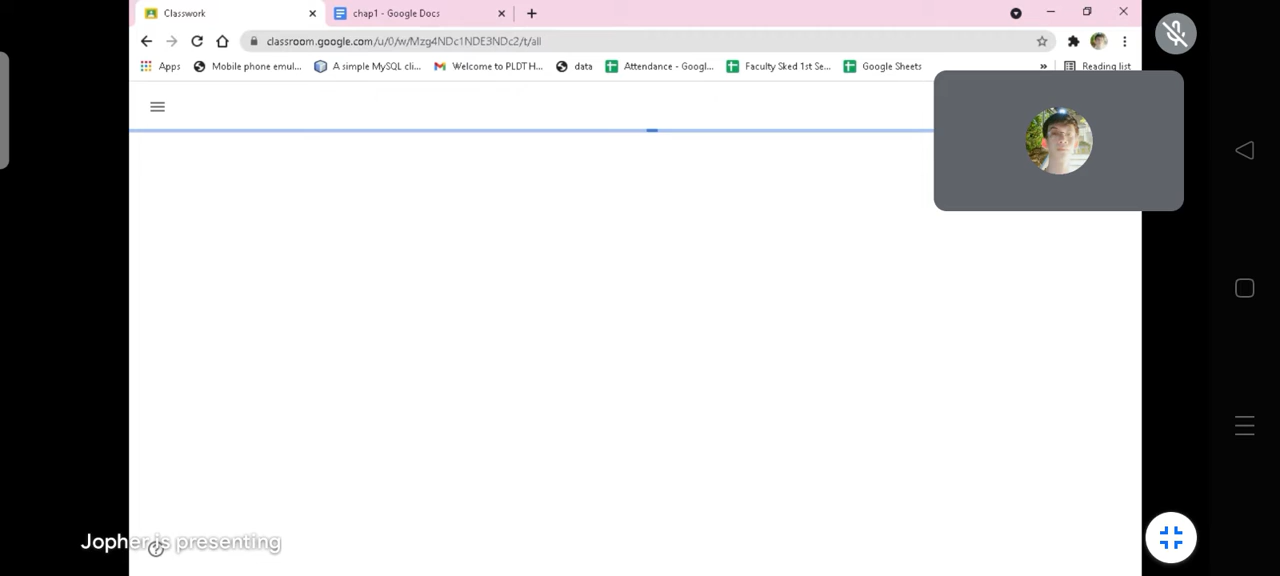 Classwork
chap1 - Google Docs
classroom.google.com/u/0/w/Mzg4NDc1NDE3NDc2/t/all
Apps
Mobile phone emul...
A simple MySQL cli...
Welcome to PLDT H...
data
Attendance - Googl...
Faculty Sked 1st Se...
Google Sheets
»
Reading list
Jopher is presenting